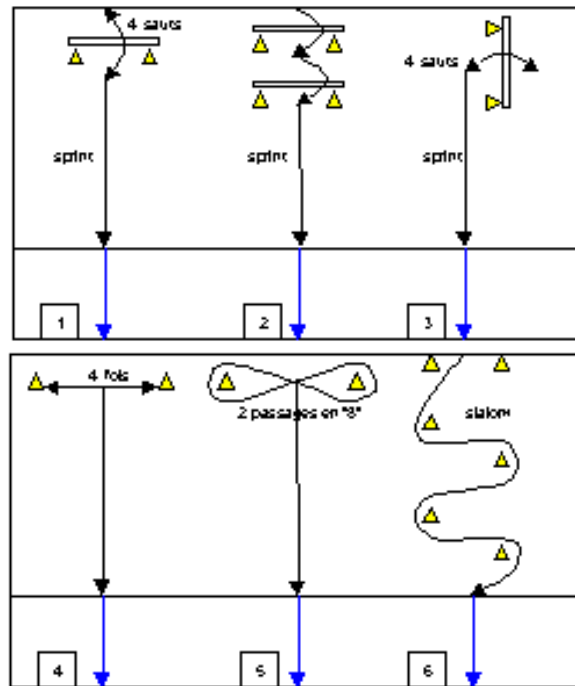 4 sauts
4 sauts
sprint
sprint
sprint
1
2
3
4 fois
2 passages en "8"
slalom
4
5
6